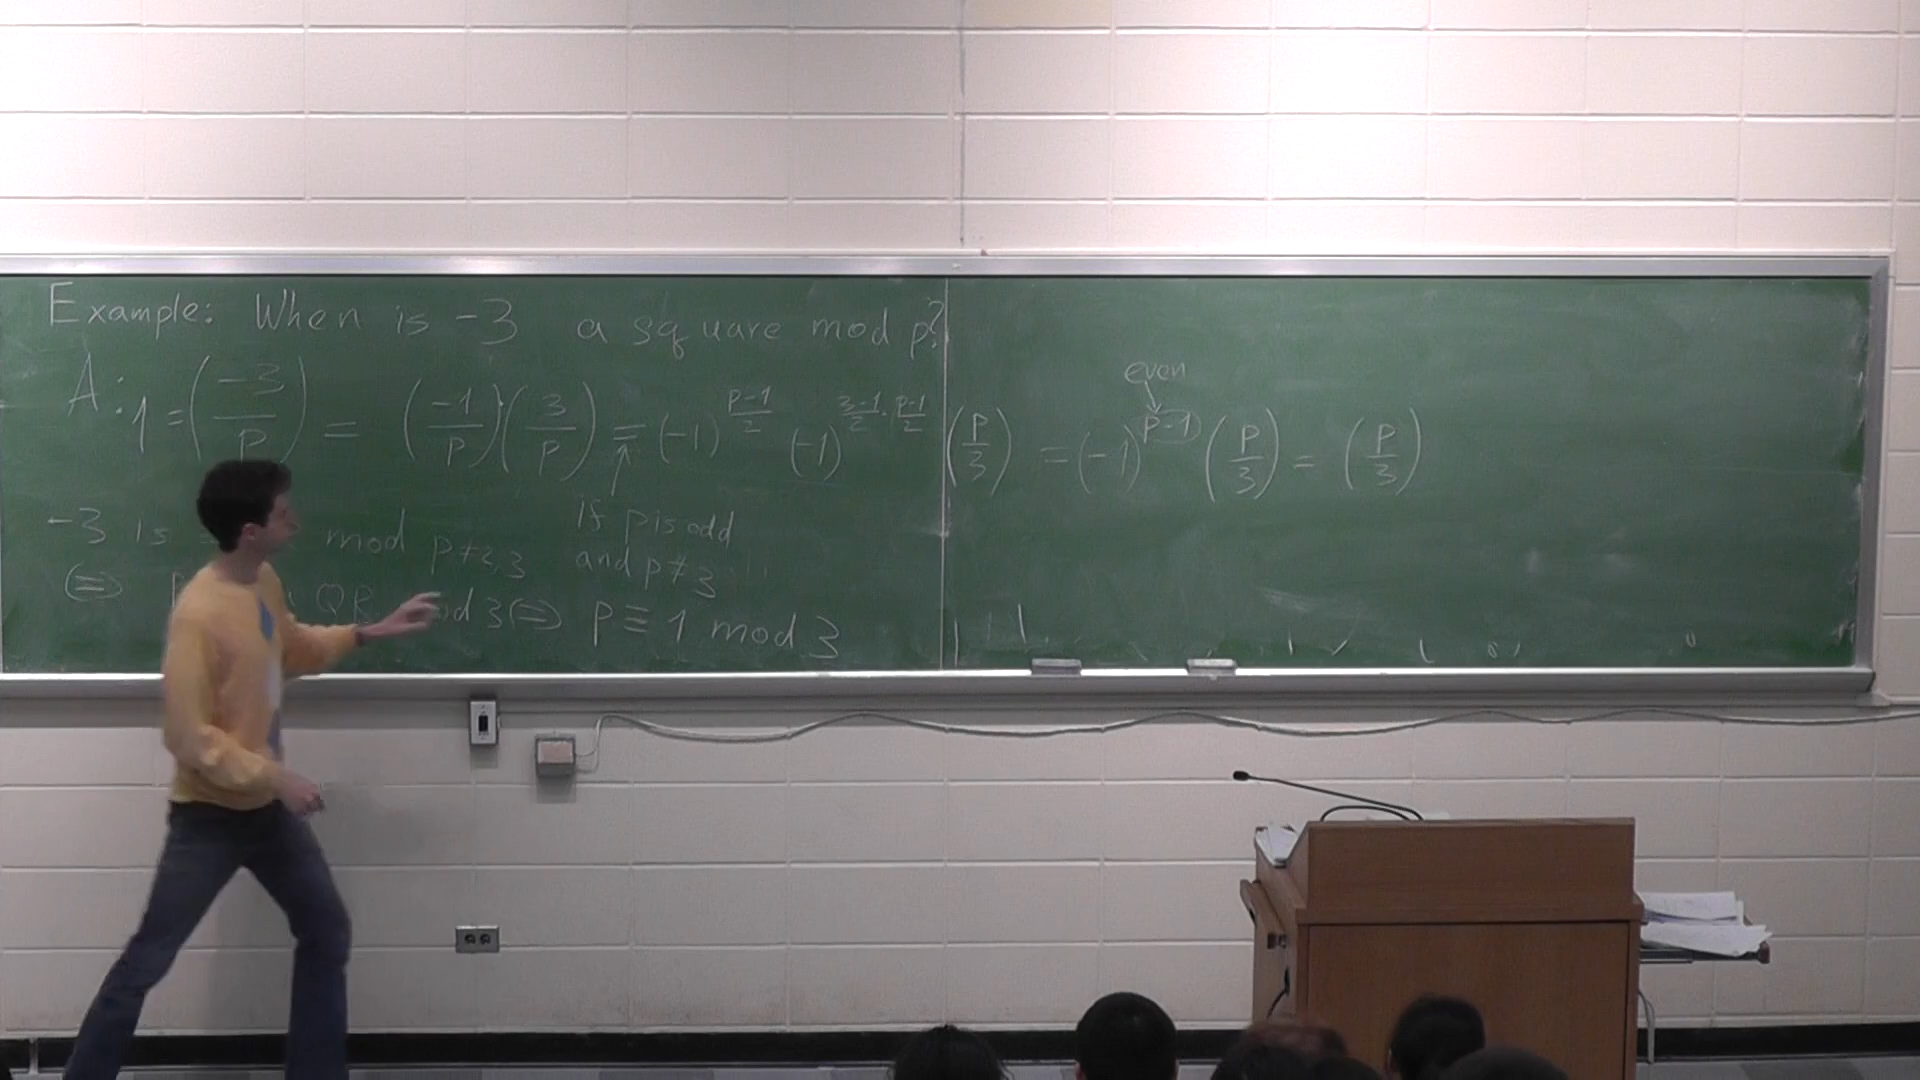 Example: When is -3 a square mod p?
A: 1 = (-3/p) = (-1/p)(3/p) = (-1)^{p-1/2} (-1)^{3-1/2 · p-1/2} (p/3) = (-1)^{p-1} (p/3) = (p/3)
even
if p is odd
and p≠3
-3 is mod p≠2,3
⇔ p QR mod 3 ⇔ p ≡ 1 mod 3